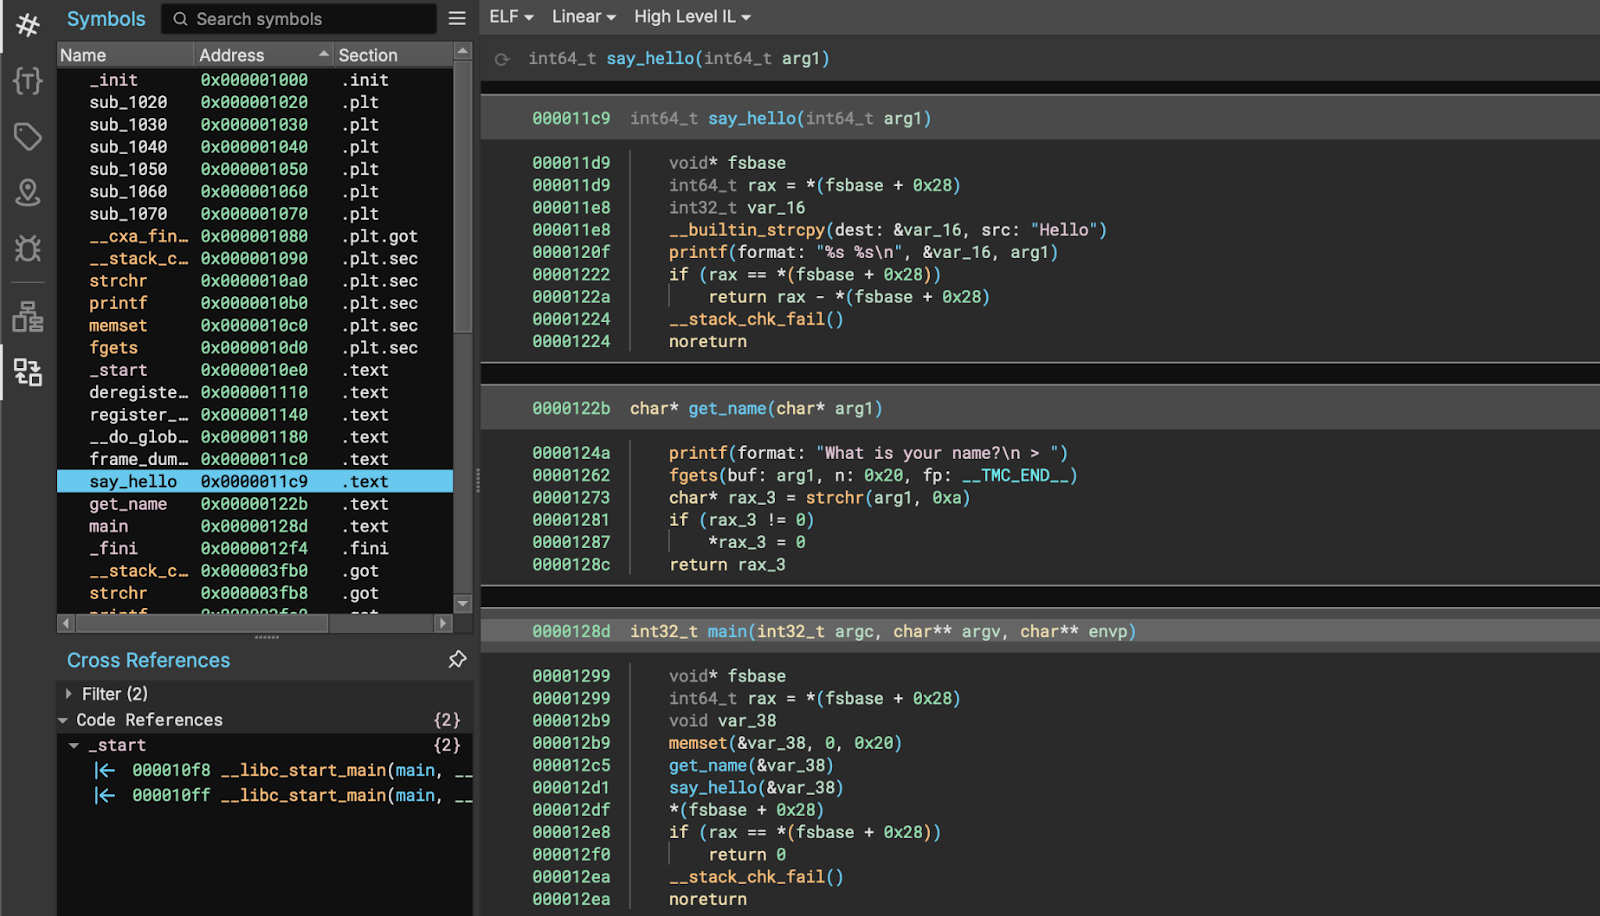 Symbols
Search symbols
Name Address Section
_init 0x000001000 .init
sub_1020 0x000001020 .plt
sub_1030 0x000001030 .plt
sub_1040 0x000001040 .plt
sub_1050 0x000001050 .plt
sub_1060 0x000001060 .plt
sub_1070 0x000001070 .plt
__cxa_fin… 0x000001080 .plt.got
__stack_c… 0x000001090 .plt.sec
strchr 0x0000010a0 .plt.sec
printf 0x0000010b0 .plt.sec
memset 0x0000010c0 .plt.sec
fgets 0x0000010d0 .plt.sec
_start 0x0000010e0 .text
deregiste… 0x000001110 .text
register_… 0x000001140 .text
__do_glob… 0x000001180 .text
frame_dum… 0x0000011c0 .text
say_hello 0x0000011c9 .text
get_name 0x00000122b .text
main 0x00000128d .text
_fini 0x0000012f4 .fini
__stack_c… 0x000003fb0 .got
strchr 0x000003fb8 .got
Cross References
Filter (2)
Code References {2}
_start {2}
000010f8 __libc_start_main(main, __
000010ff __libc_start_main(main, __
ELF Linear High Level IL
int64_t say_hello(int64_t arg1)
000011c9 int64_t say_hello(int64_t arg1)
000011d9 void* fsbase
000011d9 int64_t rax = *(fsbase + 0x28)
000011e8 int32_t var_16
000011e8 __builtin_strcpy(dest: &var_16, src: "Hello")
0000120f printf(format: "%s %s\n", &var_16, arg1)
00001222 if (rax == *(fsbase + 0x28))
0000122a return rax - *(fsbase + 0x28)
00001224 __stack_chk_fail()
00001224 noreturn
0000122b char* get_name(char* arg1)
0000124a printf(format: "What is your name?\n > ")
00001262 fgets(buf: arg1, n: 0x20, fp: __TMC_END__)
00001273 char* rax_3 = strchr(arg1, 0xa)
00001281 if (rax_3 != 0)
00001287 *rax_3 = 0
0000128c return rax_3
0000128d int32_t main(int32_t argc, char** argv, char** envp)
00001299 void* fsbase
00001299 int64_t rax = *(fsbase + 0x28)
000012b9 void var_38
000012b9 memset(&var_38, 0, 0x20)
000012c5 get_name(&var_38)
000012d1 say_hello(&var_38)
000012df *(fsbase + 0x28)
000012e8 if (rax == *(fsbase + 0x28))
000012f0 return 0
000012ea __stack_chk_fail()
000012ea noreturn